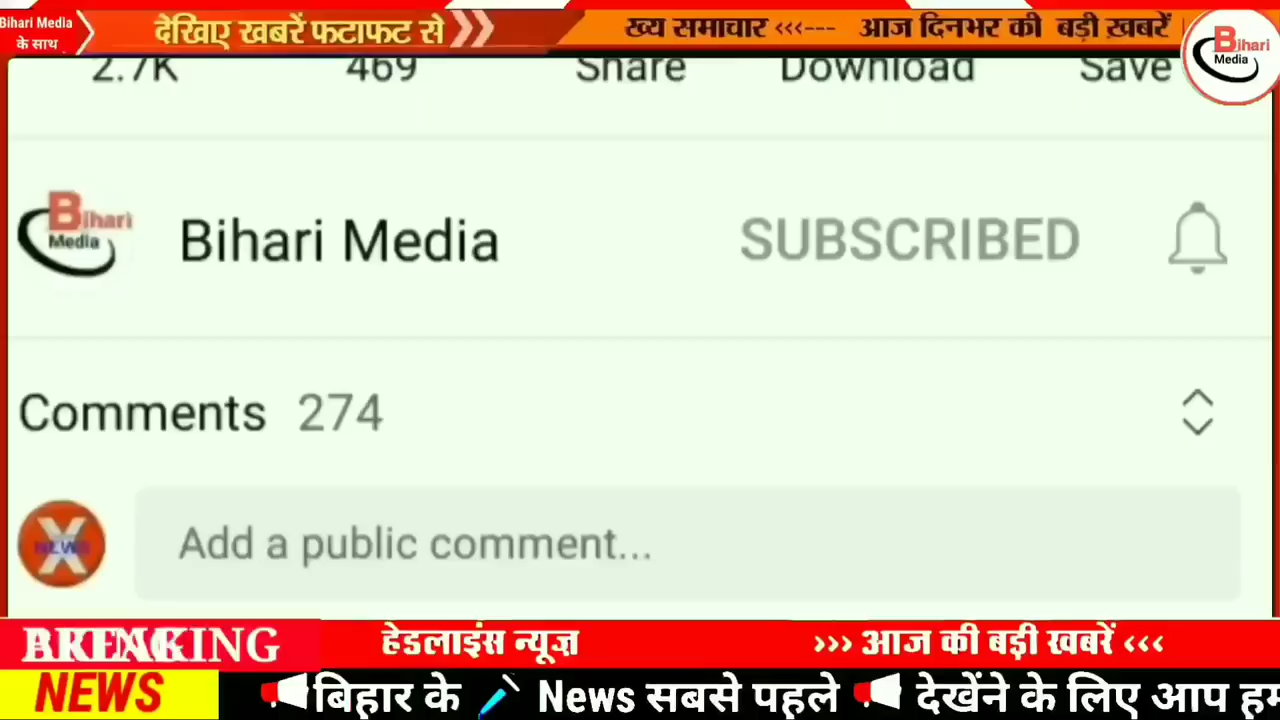 Bihari Media
के साथ
देखिए खबरें फटाफट से
ख्य समाचार <<<--- आज दिनभर की बड़ी ख़बरें
Bihari
Media
2.7K 469 Share Download Save
Bihari
Media
Bihari Media SUBSCRIBED
Comments 274
NEWS
Add a public comment...
BREAKING हेडलाइंस न्यूज़ >>> आज की बड़ी खबरें <<<
NEWS बिहार के News सबसे पहले देखेंने के लिए आप हम